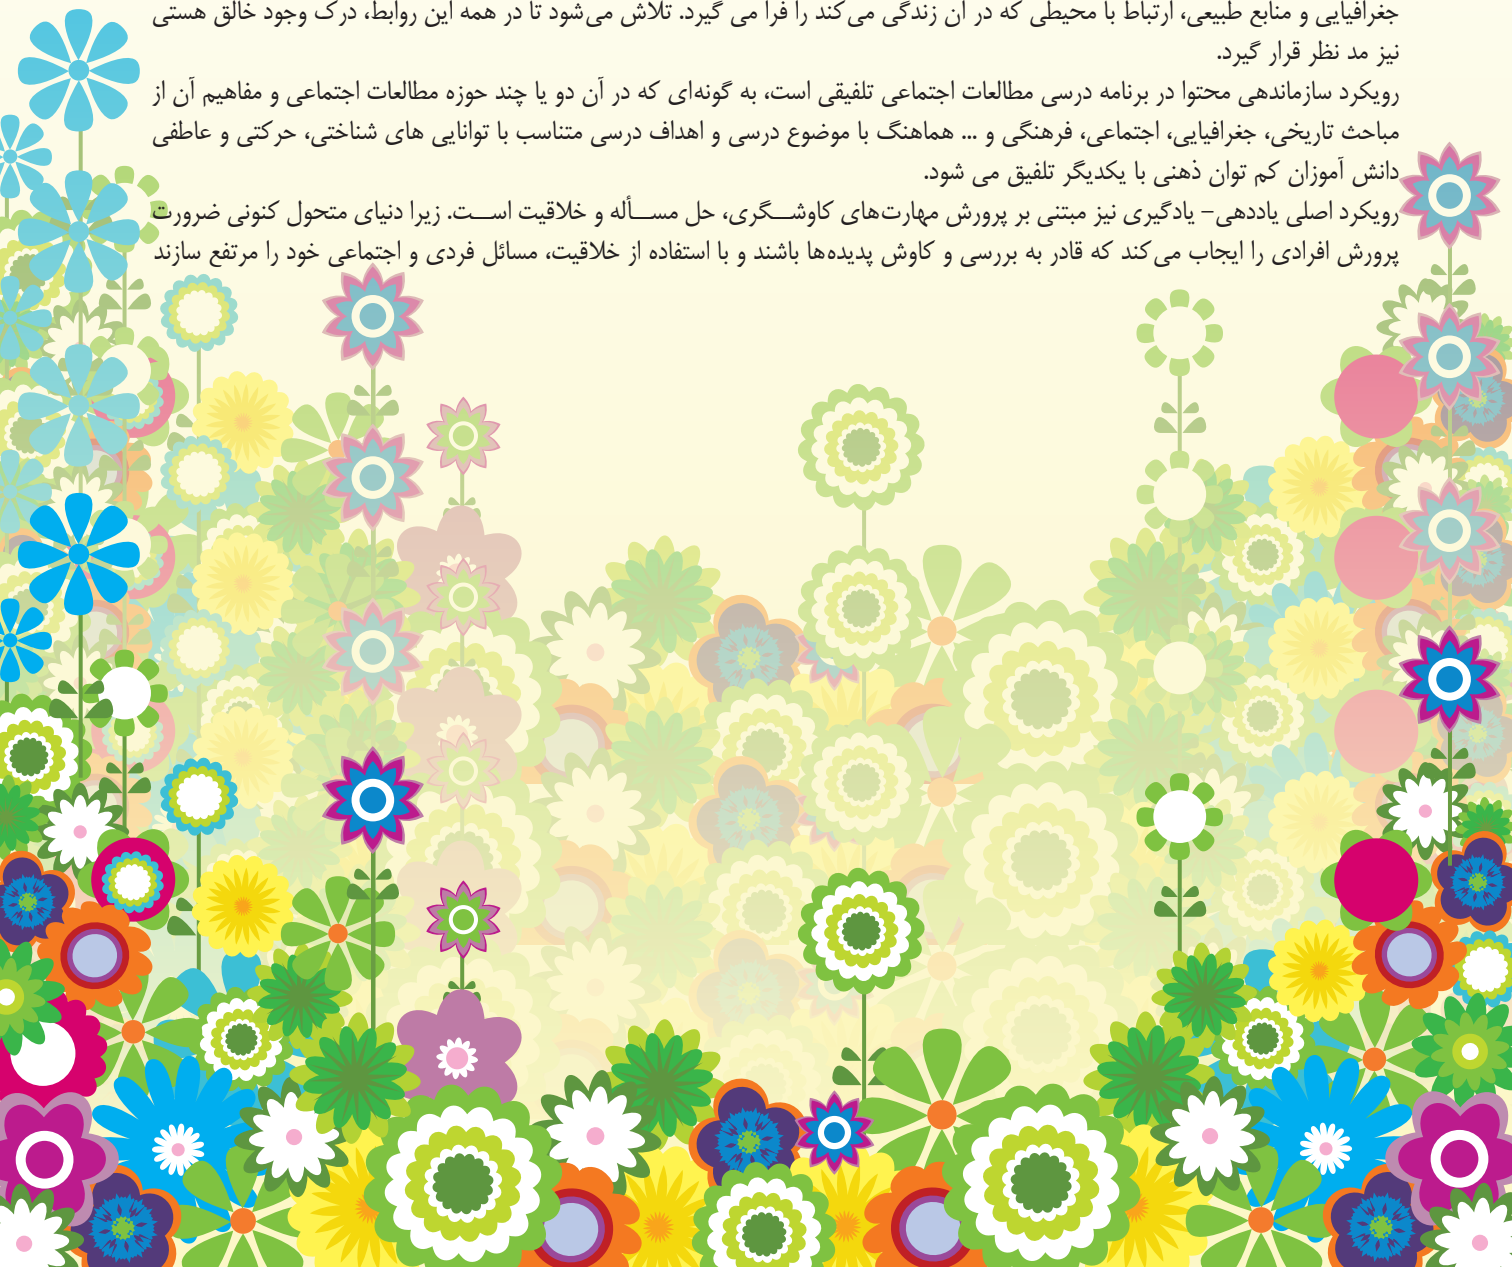 جغرافیایی و منابع طبیعی، ارتباط با محیطی که در آن زندگی می‌کند را فرا می گیرد. تلاش می‌شود تا در همه این روابط، درک وجود خالق هستی
نیز مد نظر قرار گیرد.
رویکرد سازماندهی محتوا در برنامه درسی مطالعات اجتماعی تلفیقی است، به گونه‌ای که در آن دو یا چند حوزه مطالعات اجتماعی و مفاهیم آن از
مباحث تاریخی، جغرافیایی، اجتماعی، فرهنگی و ... هماهنگ با موضوع درسی و اهداف درسی متناسب با توانایی های شناختی، حرکتی و عاطفی
دانش آموزان کم توان ذهنی با یکدیگر تلفیق می شود.
رویکرد اصلی یاددهی- یادگیری نیز مبتنی بر پرورش مهارت‌های کاوشــگری، حل مســأله و خلاقیت اســت. زیرا دنیای متحول کنونی ضرورت
پرورش افرادی را ایجاب می‌کند که قادر به بررسی و کاوش پدیده‌ها باشند و با استفاده از خلاقیت، مسائل فردی و اجتماعی خود را مرتفع سازند